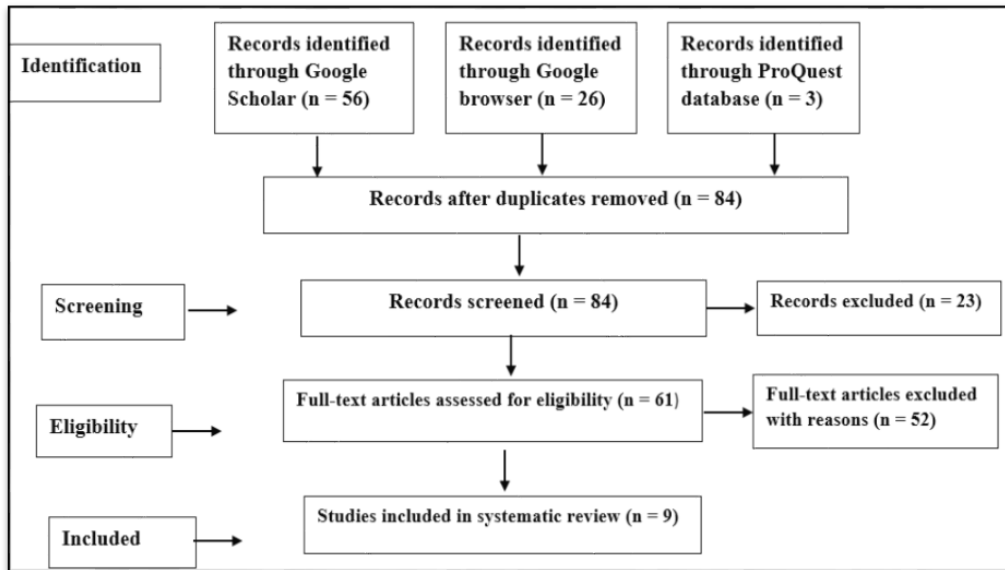 Identification
Records identified
through Google
Scholar (n = 56)
Records identified
through Google
browser (n = 26)
Records identified
through ProQuest
database (n = 3)
Records after duplicates removed (n = 84)
Screening
Records screened (n = 84)
Records excluded (n = 23)
Eligibility
Full-text articles assessed for eligibility (n = 61)
Full-text articles excluded
with reasons (n = 52)
Included
Studies included in systematic review (n = 9)